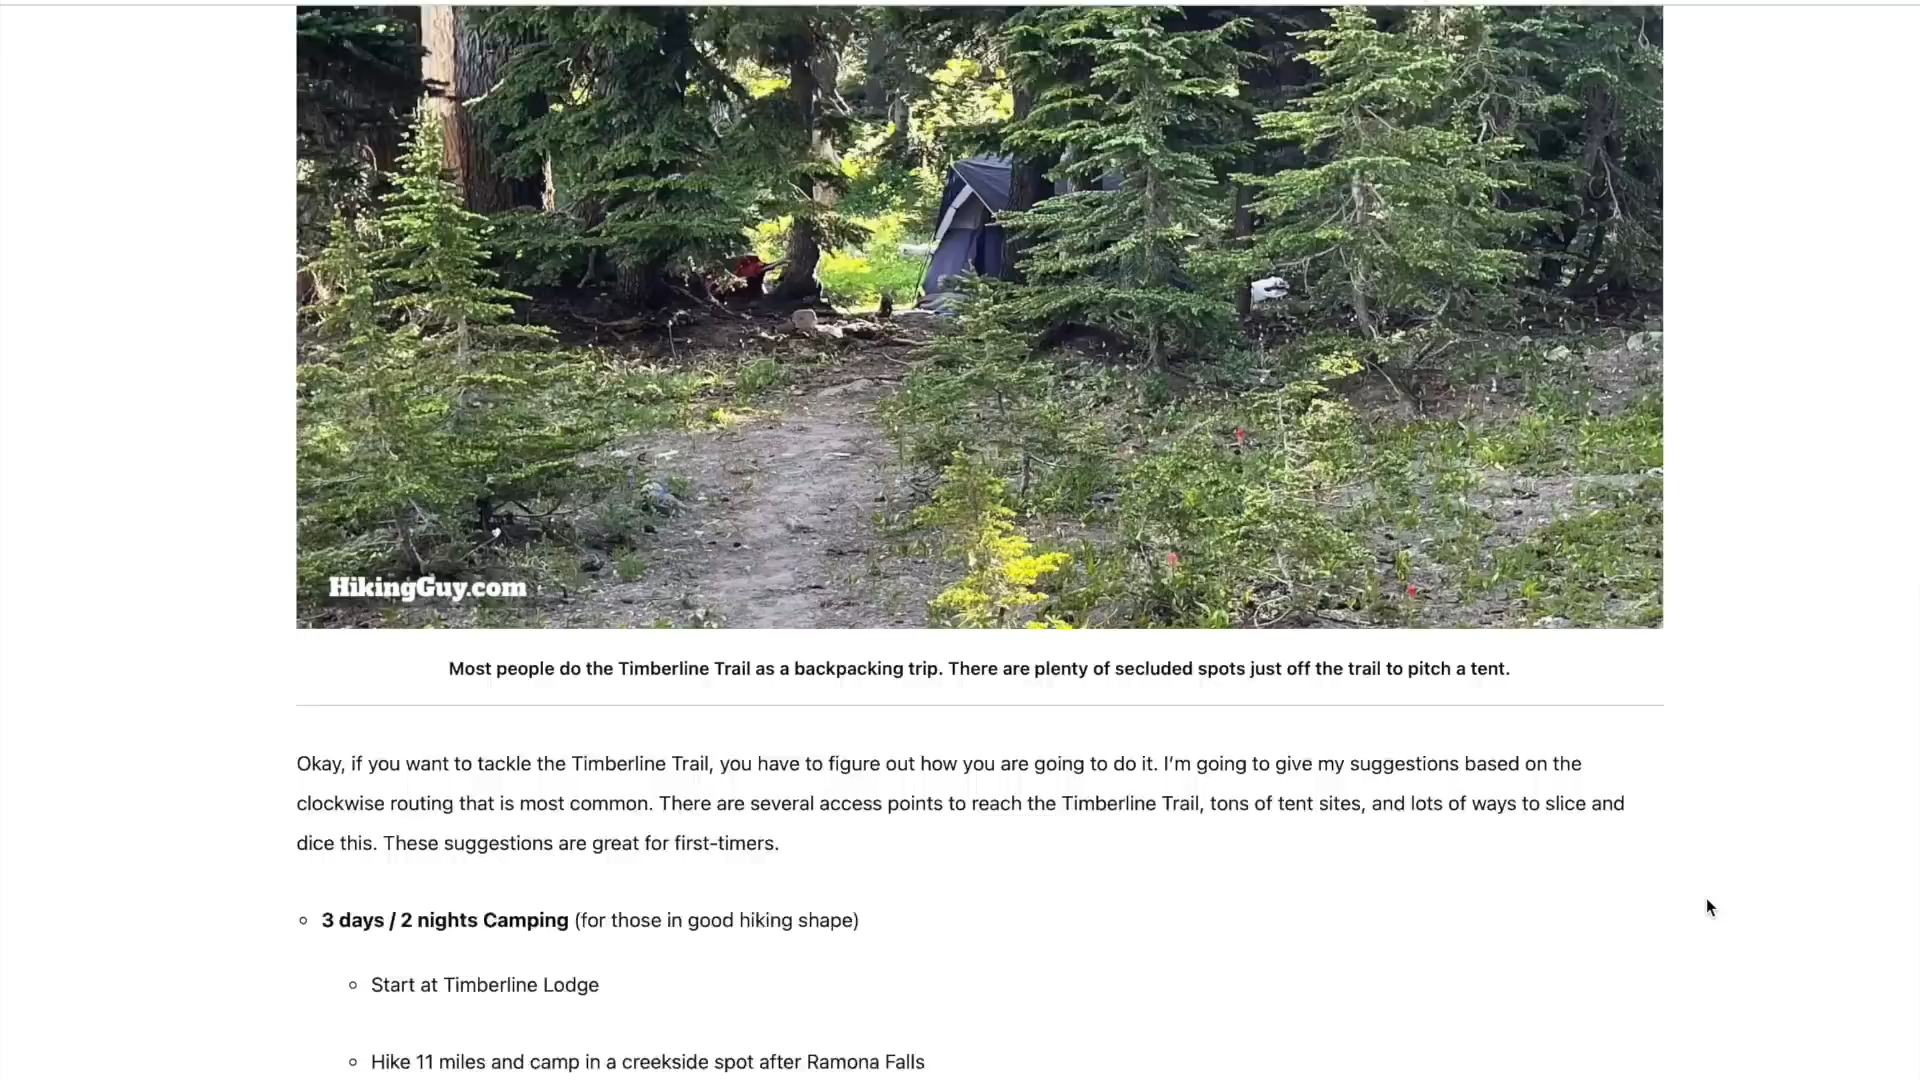 HikingGuy.com
Most people do the Timberline Trail as a backpacking trip. There are plenty of secluded spots just off the trail to pitch a tent.
Okay, if you want to tackle the Timberline Trail, you have to figure out how you are going to do it. I'm going to give my suggestions based on the
clockwise routing that is most common. There are several access points to reach the Timberline Trail, tons of tent sites, and lots of ways to slice and
dice this. These suggestions are great for first-timers.
3 days / 2 nights Camping (for those in good hiking shape)
Start at Timberline Lodge
Hike 11 miles and camp in a creekside spot after Ramona Falls